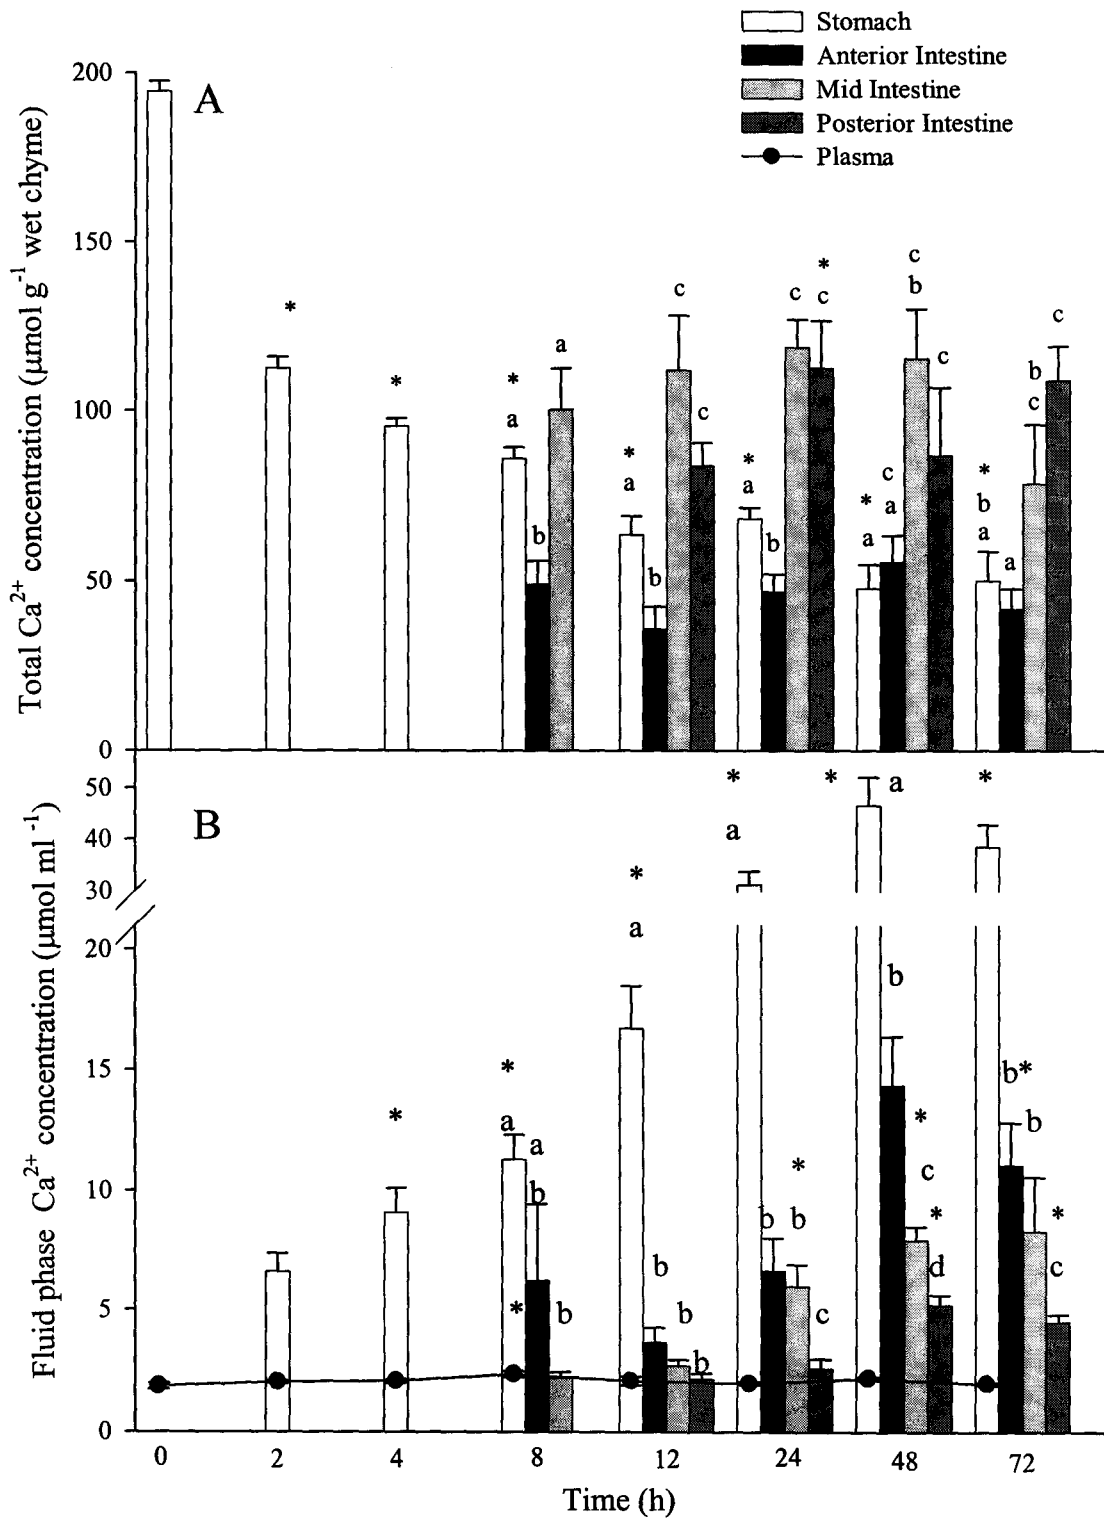 Stomach
Anterior Intestine
Mid Intestine
Posterior Intestine
Plasma
A
Total Ca²⁺ concentration (μmol g⁻¹ wet chyme)
200
150
100
50
0
*
*
*
a
b
a
*
a
b
c
c
*
a
b
c
*
c
*
a
c
a
c
b
c
*
b
a
a
b
c
c
B
Fluid phase Ca²⁺ concentration (μmol ml⁻¹)
50
40
30
20
15
10
5
0
*
*
a
a
b
*
b
*
a
b
b
b
*
a
b
*
b
c
*
a
b
*
c
*
d
*
b*
b
*
c
0 2 4 8 12 24 48 72
Time (h)